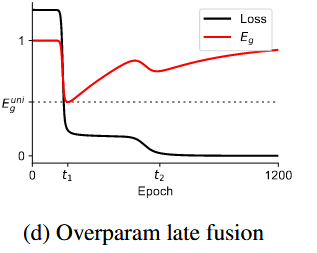 Loss
E_g
1
E_g^{uni}
0
0
t_1
t_2
1200
Epoch
(d) Overparam late fusion